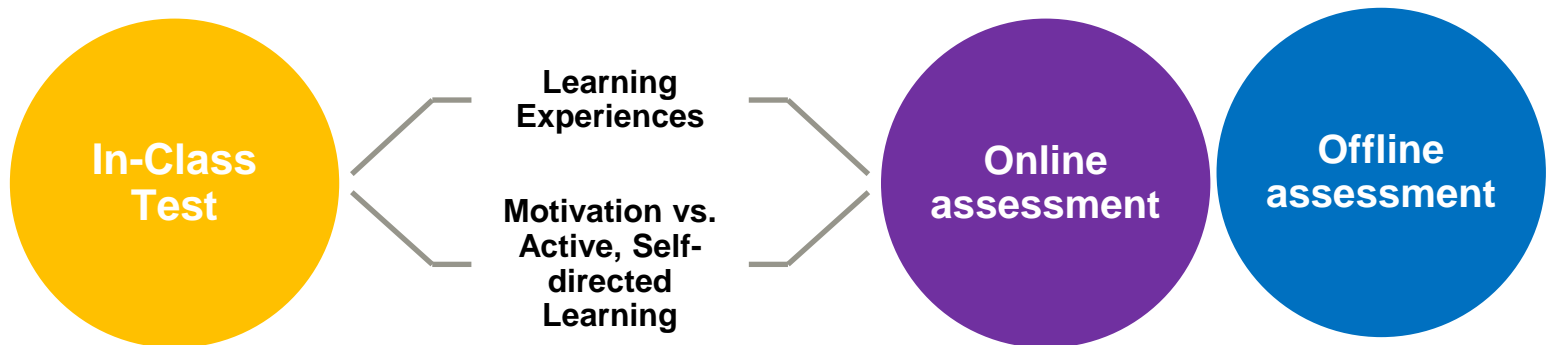 In-Class
Test
Learning
Experiences
Motivation vs.
Active, Self-
directed
Learning
Online
assessment
Offline
assessment